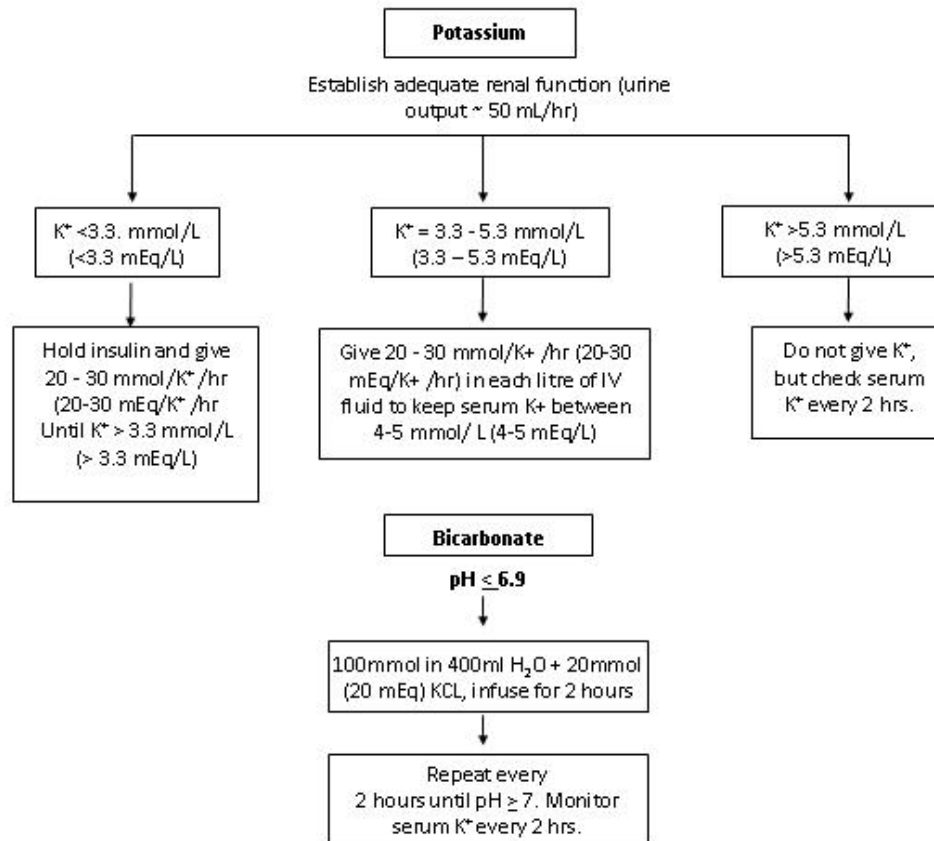 Potassium
Establish adequate renal function (urine
output ~ 50 mL/hr)
K⁺ <3.3. mmol/L
(<3.3 mEq/L)
K⁺ = 3.3 - 5.3 mmol/L
(3.3 – 5.3 mEq/L)
K⁺ >5.3 mmol/L
(>5.3 mEq/L)
Hold insulin and give
20 - 30 mmol/K⁺ /hr
(20-30 mEq/K⁺ /hr
Until K⁺ > 3.3 mmol/L
(> 3.3 mEq/L)
Give 20 - 30 mmol/K+ /hr (20-30
mEq/K+ /hr) in each litre of IV
fluid to keep serum K+ between
4-5 mmol/ L (4-5 mEq/L)
Do not give K⁺,
but check serum
K⁺ every 2 hrs.
Bicarbonate
pH ≤ 6.9
100mmol in 400ml H₂O + 20mmol
(20 mEq) KCL, infuse for 2 hours
Repeat every
2 hours until pH ≥ 7. Monitor
serum K⁺ every 2 hrs.